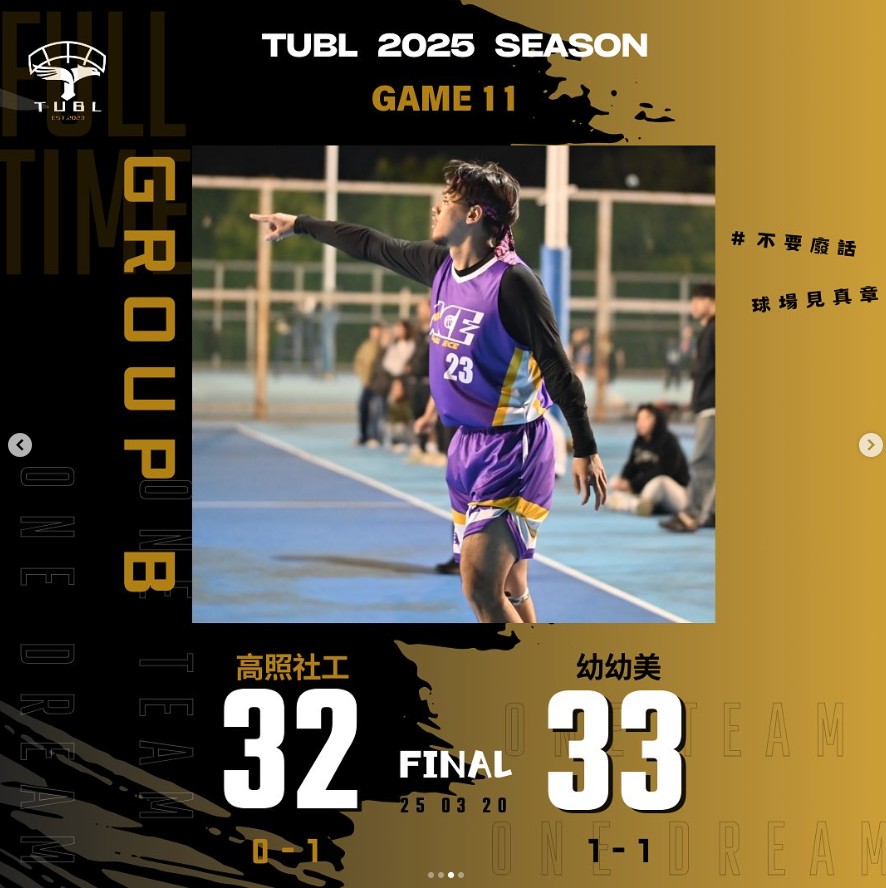 FULL
TIME
TUBL
EST.2023
TUBL 2025 SEASON
GAME 11
GROUP B
#不要廢話
球場見真章
ACE
23
ONE TEAM
ONE DREAM
高照社工
幼幼美
32
33
FINAL
25 03 20
0-1
1-1
ONE TEAM
ONE DREAM